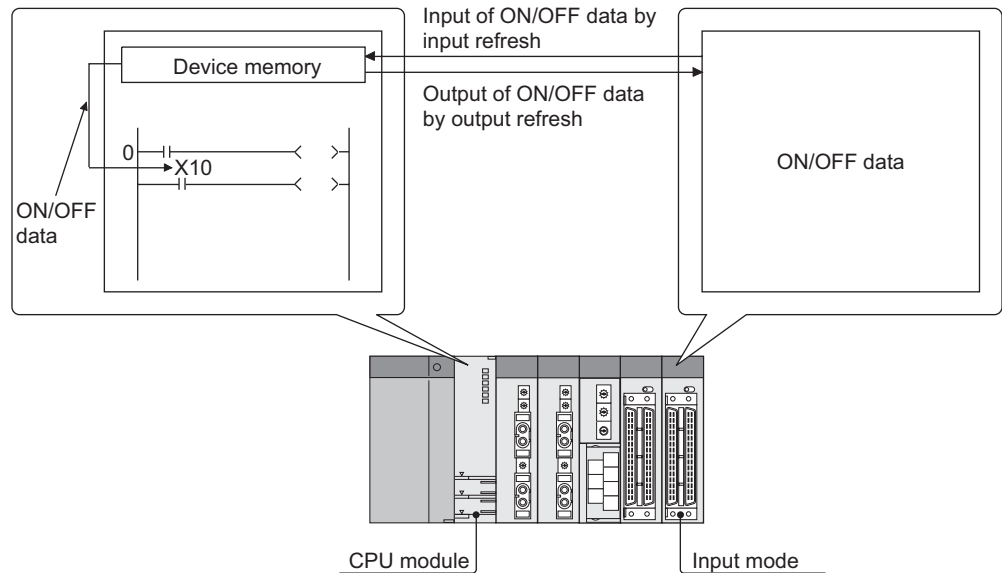 Input of ON/OFF data by
input refresh
Device memory
Output of ON/OFF data
by output refresh
0
X10
ON/OFF data
ON/OFF
data
CPU module
Input mode